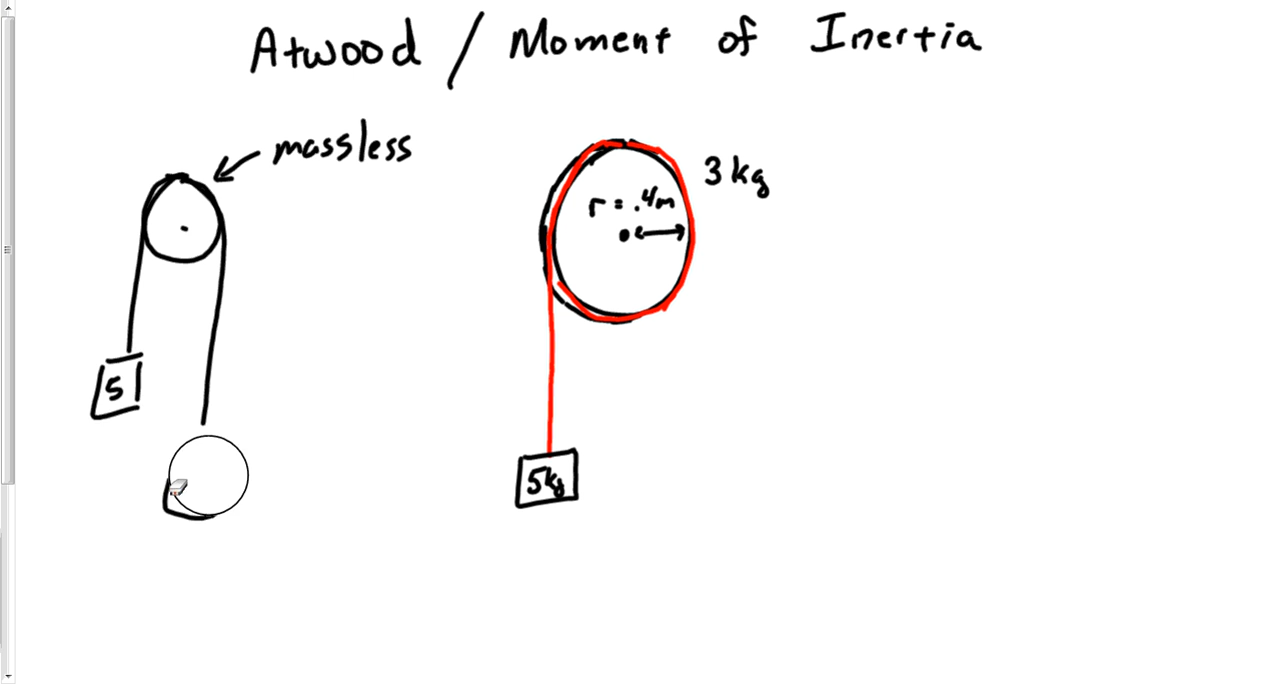 Atwood / Moment of Inertia
massless
3 kg
r = .4m
5
5kg